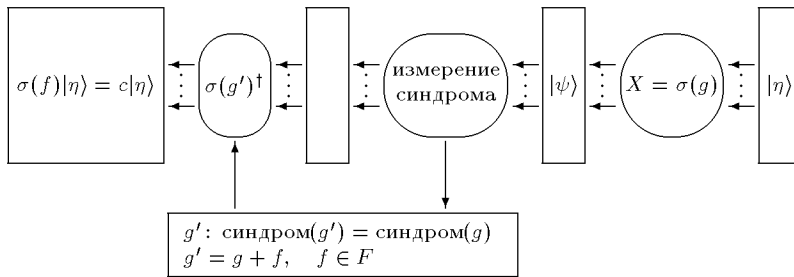 σ(f)|η⟩ = c|η⟩
σ(g′)†
измерение
синдрома
|ψ⟩
X = σ(g)
|η⟩
g′: синдром(g′) = синдром(g)
g′ = g + f, f ∈ F